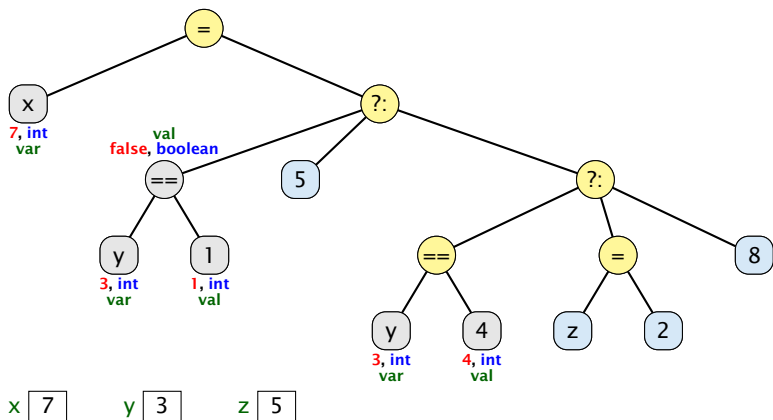 =
x
?:
7, int
var
val
false, boolean
==
5
?:
y
1
3, int
var
1, int
val
==
=
8
y
4
z
2
3, int
var
4, int
val
x 7 y 3 z 5